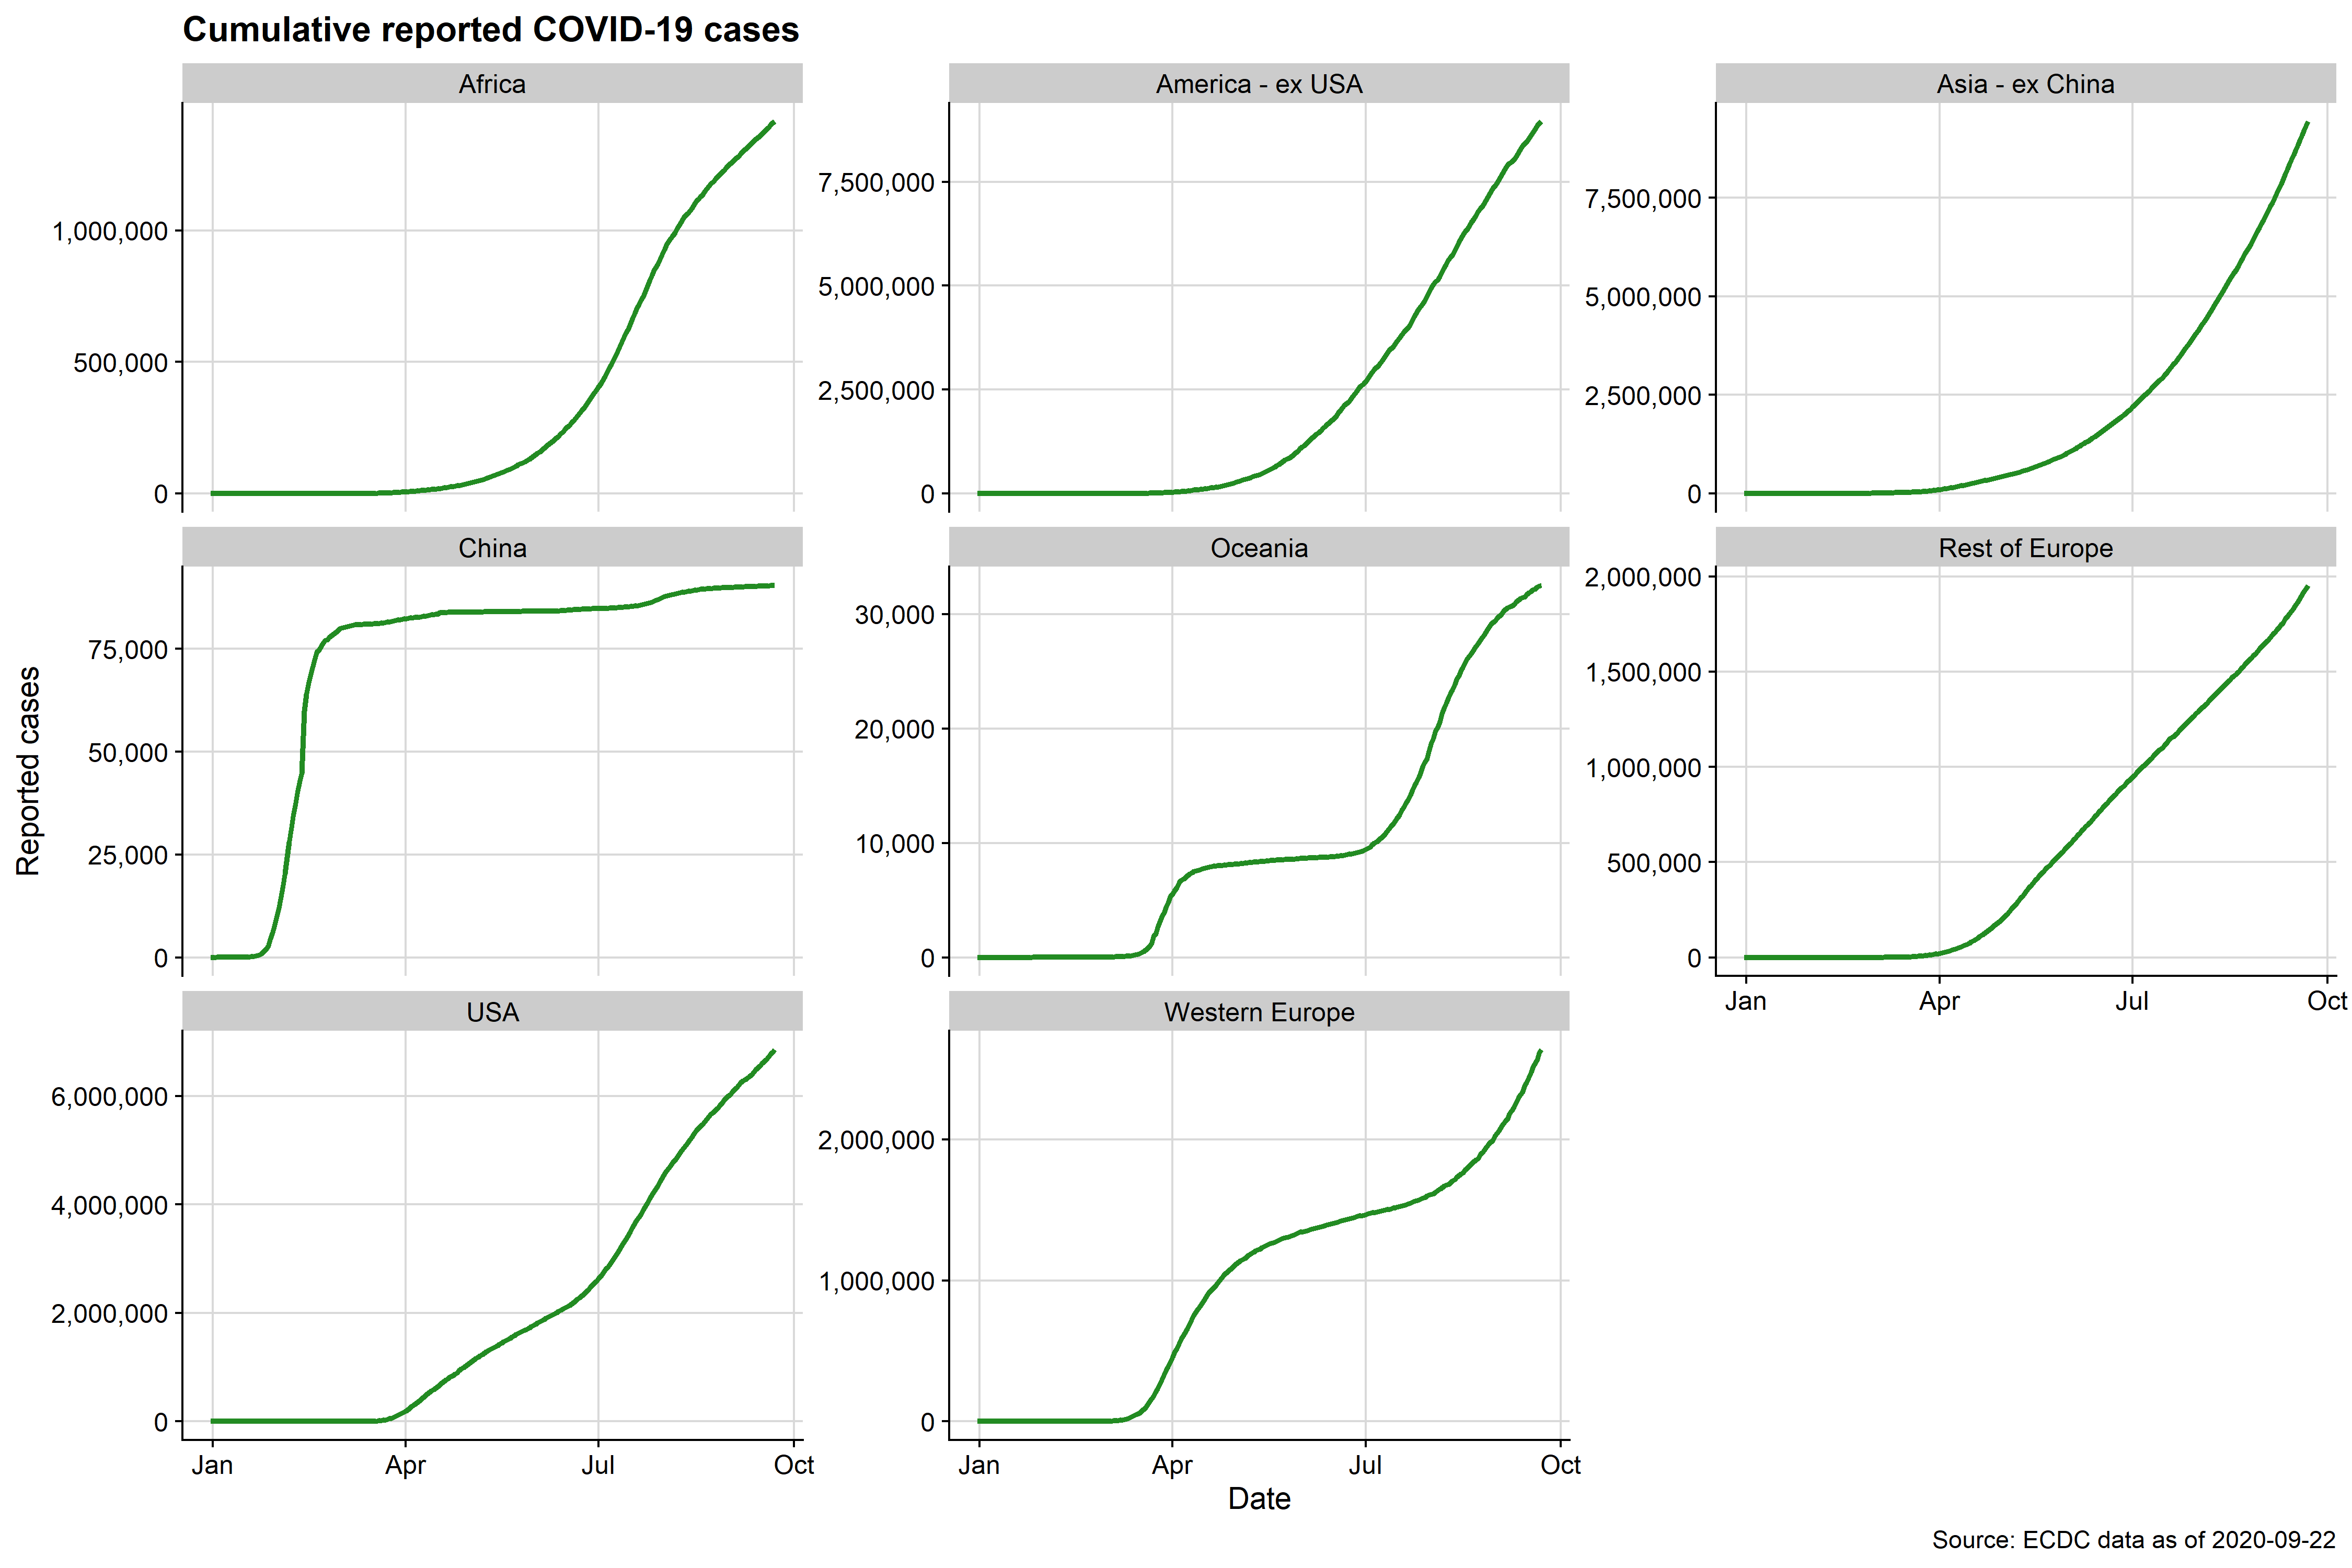 Cumulative reported COVID-19 cases
Africa
America - ex USA
Asia - ex China
1,000,000
500,000
0
7,500,000
5,000,000
2,500,000
0
7,500,000
5,000,000
2,500,000
0
China
Oceania
Rest of Europe
75,000
50,000
25,000
0
30,000
20,000
10,000
0
2,000,000
1,500,000
1,000,000
500,000
0
Jan Apr Jul Oct
Reported cases
USA
Western Europe
6,000,000
4,000,000
2,000,000
0
2,000,000
1,000,000
0
Jan Apr Jul Oct
Jan Apr Jul Oct
Date
Source: ECDC data as of 2020-09-22